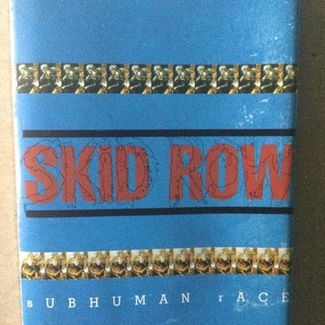 SKID ROW
sUBHUMAN rACE